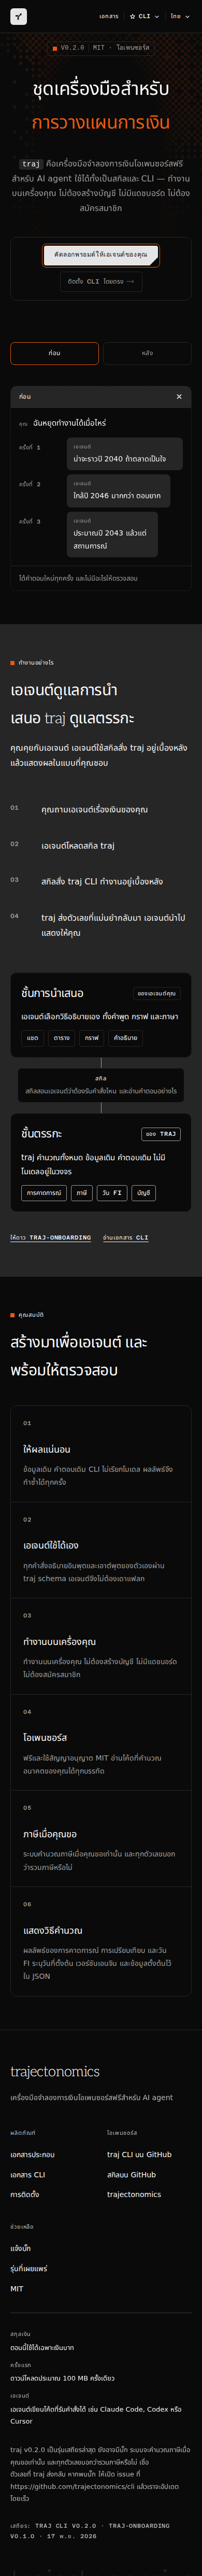 เอกสาร
CLI
ไทย
V0.2.0 MIT · โอเพนซอร์ส
ชุดเครื่องมือสำหรับ
การวางแผนการเงิน
traj คือเครื่องมือจำลองการเงินโอเพนซอร์สฟรี
สำหรับ AI agent ใช้ได้ทั้งเป็นสกิลและ CLI — ทำงาน
บนเครื่องคุณ ไม่ต้องสร้างบัญชี ไม่มีแดชบอร์ด ไม่ต้อง
สมัครสมาชิก
คัดลอกพรอมต์ให้เอเจนต์ของคุณ
ติดตั้ง CLI โดยตรง →
ก่อน
หลัง
ก่อน ✕
คุณ ฉันหยุดทำงานได้เมื่อไหร่
ครั้งที่ 1
เอเจนต์
น่าจะราวปี 2040 ถ้าตลาดเป็นใจ
ครั้งที่ 2
เอเจนต์
ใกล้ปี 2046 มากกว่า ตอบยาก
ครั้งที่ 3
เอเจนต์
ประมาณปี 2043 แล้วแต่
สถานการณ์
ได้คำตอบใหม่ทุกครั้ง และไม่มีอะไรให้ตรวจสอบ
ทำงานอย่างไร
เอเจนต์ดูแลการนำ
เสนอ traj ดูแลตรรกะ
คุณคุยกับเอเจนต์ เอเจนต์ใช้สกิลสั่ง traj อยู่เบื้องหลัง
แล้วแสดงผลในแบบที่คุณชอบ
01 คุณถามเอเจนต์เรื่องเงินของคุณ
02 เอเจนต์โหลดสกิล traj
03 สกิลสั่ง traj CLI ทำงานอยู่เบื้องหลัง
04 traj ส่งตัวเลขที่แม่นยำกลับมา เอเจนต์นำไป
แสดงให้คุณ
ชั้นการนำเสนอ
ของเอเจนต์คุณ
เอเจนต์เลือกวิธีอธิบายเอง ทั้งคำพูด กราฟ และภาษา
แชต
ตาราง
กราฟ
คำอธิบาย
สกิล
สกิลสอนเอเจนต์ว่าต้องรันคำสั่งไหน และอ่านคำตอบอย่างไร
ชั้นตรรกะ
ของ TRAJ
traj คำนวณทั้งหมด ข้อมูลเดิม คำตอบเดิม ไม่มี
โมเดลอยู่ในวงจร
การคาดการณ์
ภาษี
วัน FI
บัญชี
ให้ดาว TRAJ-ONBOARDING
อ่านเอกสาร CLI
คุณสมบัติ
สร้างมาเพื่อเอเจนต์ และ
พร้อมให้ตรวจสอบ
01
ให้ผลแน่นอน
ข้อมูลเดิม คำตอบเดิม CLI ไม่เรียกโมเดล ผลลัพธ์จึง
ทำซ้ำได้ทุกครั้ง
02
เอเจนต์ใช้ได้เอง
ทุกคำสั่งอธิบายอินพุตและเอาต์พุตของตัวเองผ่าน
traj schema เอเจนต์จึงไม่ต้องเดาแฟลก
03
ทำงานบนเครื่องคุณ
ทำงานบนเครื่องคุณ ไม่ต้องสร้างบัญชี ไม่มีแดชบอร์ด
ไม่ต้องสมัครสมาชิก
04
โอเพนซอร์ส
ฟรีและใช้สัญญาอนุญาต MIT อ่านโค้ดที่คำนวณ
อนาคตของคุณได้ทุกบรรทัด
05
ภาษีเมื่อคุณขอ
ระบบคำนวณภาษีเมื่อคุณขอเท่านั้น และทุกตัวเลขบอก
ว่ารวมภาษีหรือไม่
06
แสดงวิธีคำนวณ
ผลลัพธ์ของการคาดการณ์ การเปรียบเทียบ และวัน
FI ระบุวันที่ตั้งต้น เวอร์ชันเอนจิน และข้อมูลตั้งต้นไว้
ใน JSON
trajectonomics
เครื่องมือจำลองการเงินโอเพนซอร์สฟรีสำหรับ AI agent
ผลิตภัณฑ์
เอกสารประกอบ
เอกสาร CLI
การติดตั้ง
โอเพนซอร์ส
traj CLI บน GitHub
สกิลบน GitHub
trajectonomics
ช่วยเหลือ
แจ้งบั๊ก
รุ่นที่เผยแพร่
MIT
สกุลเงิน
ตอนนี้ใช้ได้เฉพาะเงินบาท
ครั้งแรก
ดาวน์โหลดประมาณ 100 MB ครั้งเดียว
เอเจนต์
เอเจนต์เขียนโค้ดที่รันคำสั่งได้ เช่น Claude Code, Codex หรือ
Cursor
traj v0.2.0 เป็นรุ่นเสถียรล่าสุด ยังอาจมีบั๊ก ระบบจะคำนวณภาษีเมื่อ
คุณขอเท่านั้น และทุกตัวเลขบอกว่ารวมภาษีหรือไม่ เชื่อ
ตัวเลขที่ traj ส่งกลับ หากพบบั๊ก ให้เปิด issue ที่
https://github.com/trajectonomics/cli แล้วเราจะอัปเดต
โดยเร็ว
เสถียร: TRAJ CLI V0.2.0 · TRAJ-ONBOARDING
V0.1.0 · 17 พ.ย. 2026